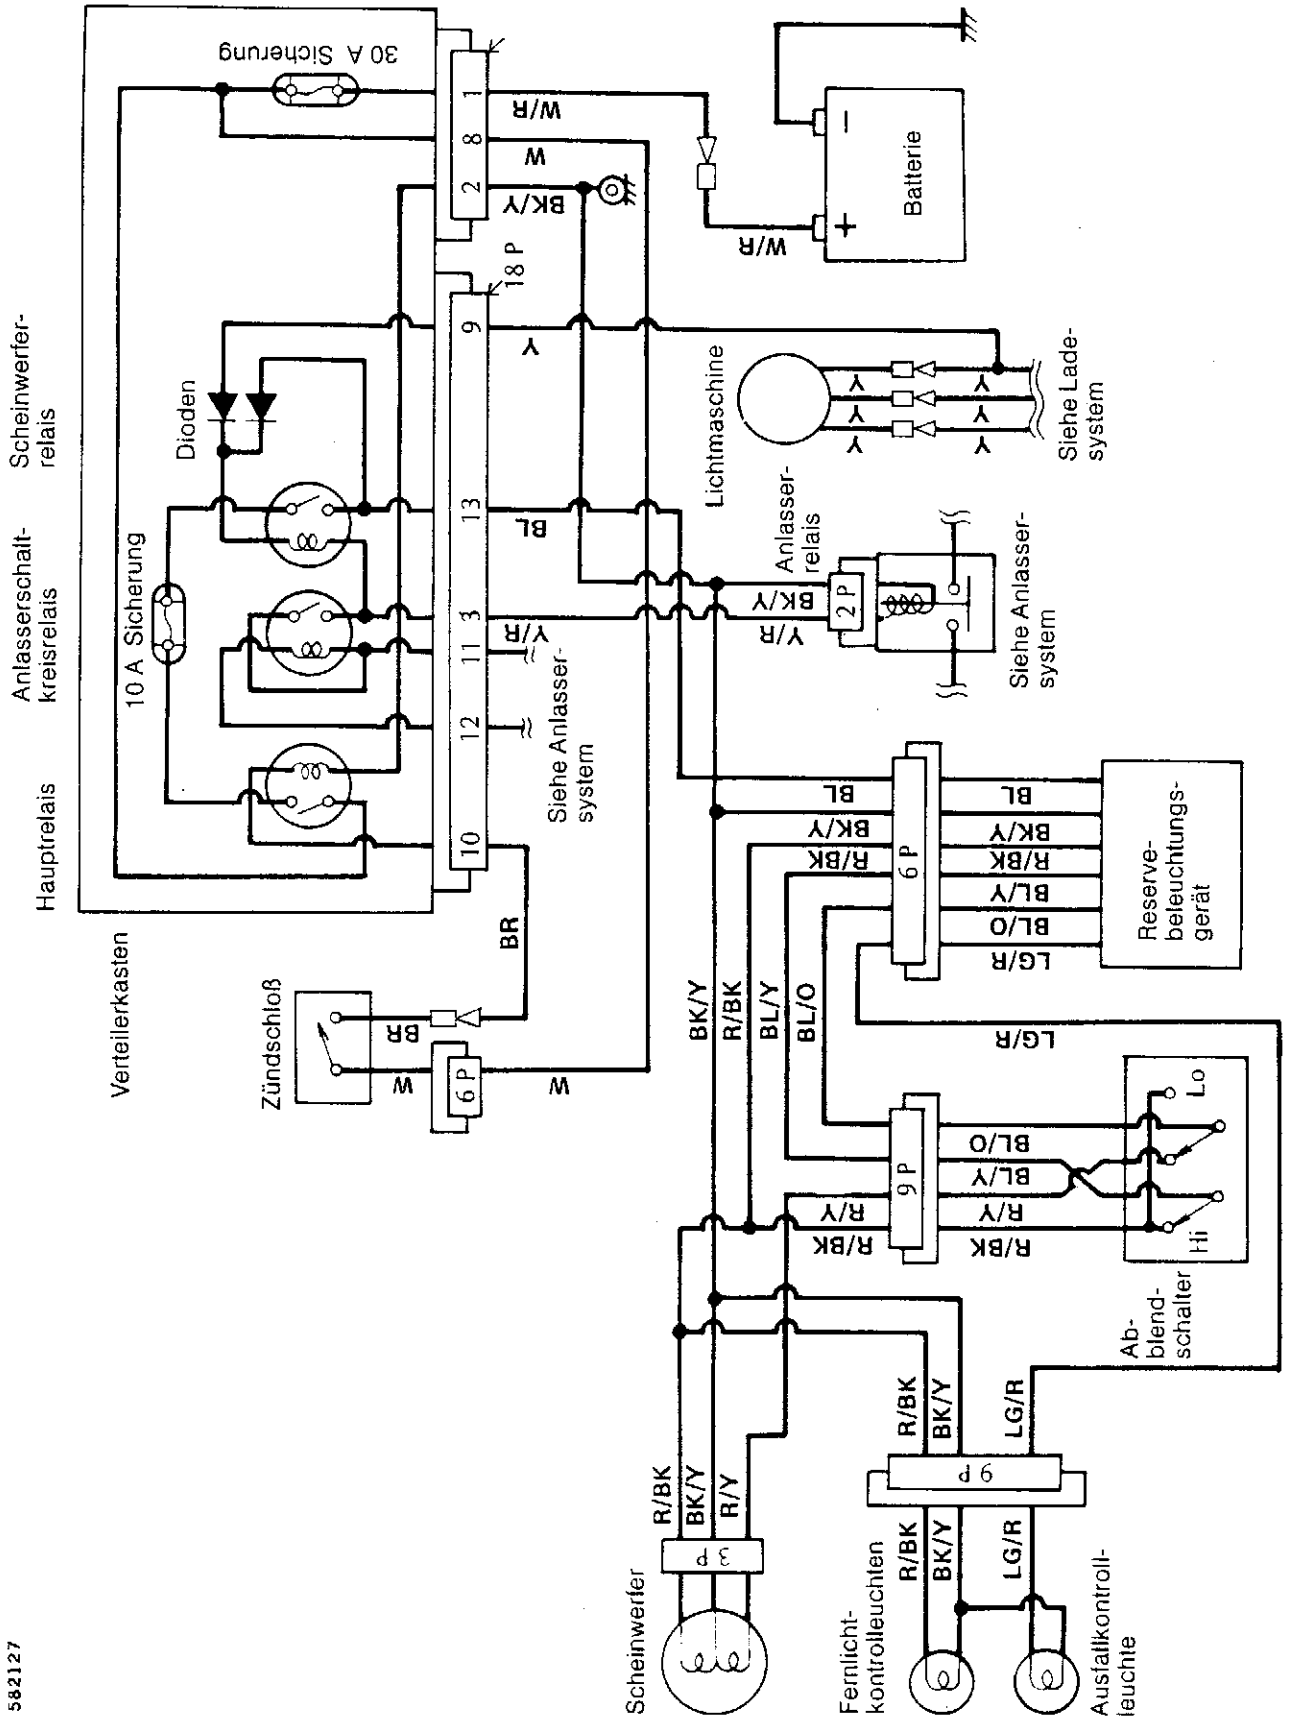 582127
Hauptrelais
Anlasserschalt-
kreisrelais
Scheinwerfer-
relais
10 A Sicherung
Dioden
30 A Sicherung
10
12
11
3
13
9
2
8
1
18 P
Verteilerkasten
Zündschloß
BR
BR
W
6 P
W
Siehe Anlasser-
system
Y/R
BL
Y
BK/Y
W
W/R
W/R
Batterie
+
−
Lichtmaschine
Y
Y
Y
Y
Y
Y
Siehe Lade-
system
Anlasser-
relais
BK/Y
Y/R
2 P
Siehe Anlasser-
system
BK/Y
R/BK
BL/Y
BL/O
BL
BK/Y
R/BK
6 P
BL
BK/Y
R/BK
BL/Y
BL/O
LG/R
Reserve-
beleuchtungs-
gerät
LG/R
R/Y
R/BK
9 P
BL/O
BL/Y
R/Y
R/BK
Hi
Lo
Ab-
blend-
schalter
Scheinwerfer
3 P
R/BK
BK/Y
R/Y
Fernlicht-
kontrolleuchten
R/BK
BK/Y
LG/R
9 P
R/BK
BK/Y
LG/R
Ausfallkontroll-
leuchte